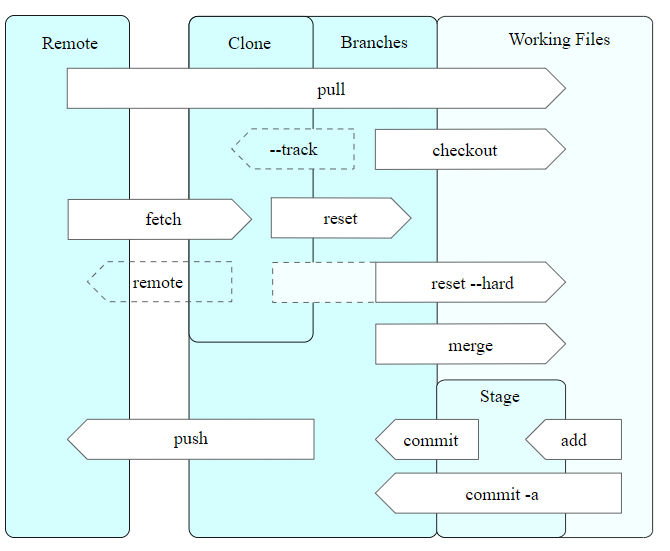 Remote
Clone
Branches
Working Files
pull
--track
checkout
fetch
reset
remote
reset --hard
merge
Stage
push
commit
add
commit -a